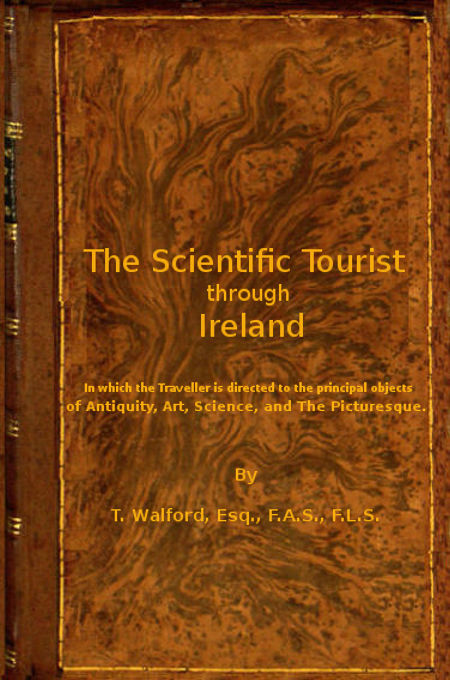 The Scientific Tourist
through
Ireland
In which the Traveller is directed to the principal objects
of Antiquity, Art, Science, and The Picturesque.
By
T. Walford, Esq., F.A.S., F.L.S.